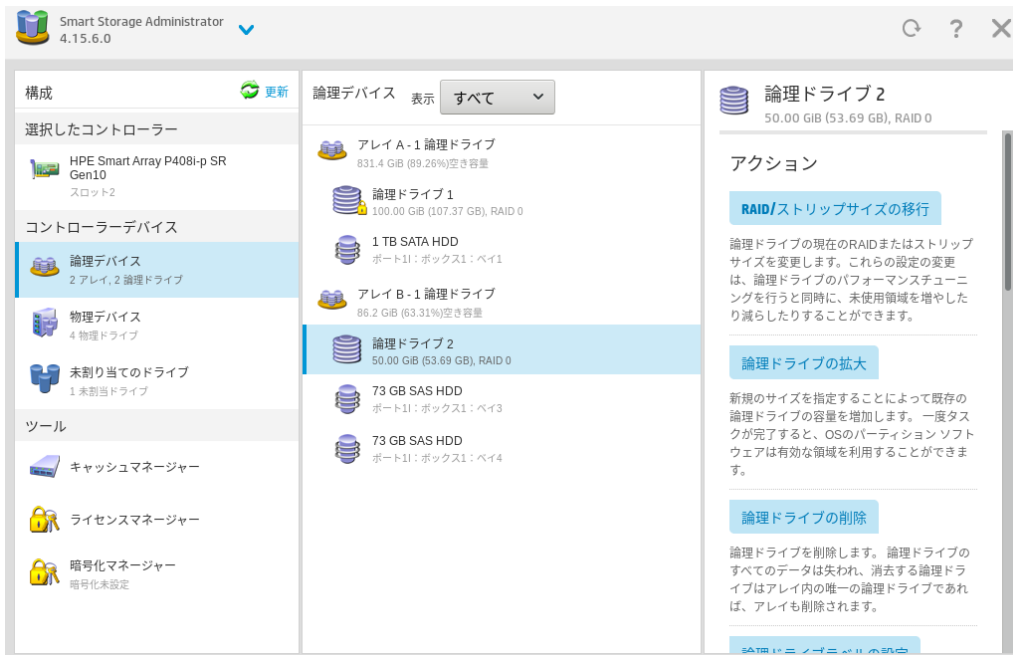 Smart Storage Administrator
4.15.6.0
構成
更新
選択したコントローラー
HPE Smart Array P408i-p SR
Gen10
スロット2
コントローラーデバイス
論理デバイス
2 アレイ, 2 論理ドライブ
物理デバイス
4 物理ドライブ
未割り当てのドライブ
1 未割当ドライブ
ツール
キャッシュマネージャー
ライセンスマネージャー
暗号化マネージャー
暗号化未設定
論理デバイス 表示 すべて
アレイ A - 1 論理ドライブ
831.4 GiB (89.26%)空き容量
論理ドライブ 1
100.00 GiB (107.37 GB), RAID 0
1 TB SATA HDD
ポート1I：ボックス1：ベイ1
アレイ B - 1 論理ドライブ
86.2 GiB (63.31%)空き容量
論理ドライブ 2
50.00 GiB (53.69 GB), RAID 0
73 GB SAS HDD
ポート1I：ボックス1：ベイ3
73 GB SAS HDD
ポート1I：ボックス1：ベイ4
論理ドライブ 2
50.00 GiB (53.69 GB), RAID 0
アクション
RAID/ストリップサイズの移行
論理ドライブの現在のRAIDまたはストリップ
サイズを変更します。これらの設定の変更
は、論理ドライブのパフォーマンスチューニ
ングを行うと同時に、未使用領域を増やした
り減らしたりすることができます。
論理ドライブの拡大
新規のサイズを指定することによって既存の
論理ドライブの容量を増加します。 一度タス
クが完了すると、OSのパーティション ソフト
ウェアは有効な領域を利用することができま
す。
論理ドライブの削除
論理ドライブを削除します。 論理ドライブの
すべてのデータは失われ、消去する論理ドラ
イブはアレイ内の唯一の論理ドライブであれ
ば、アレイも削除されます。
論理ドライブラベルの設定